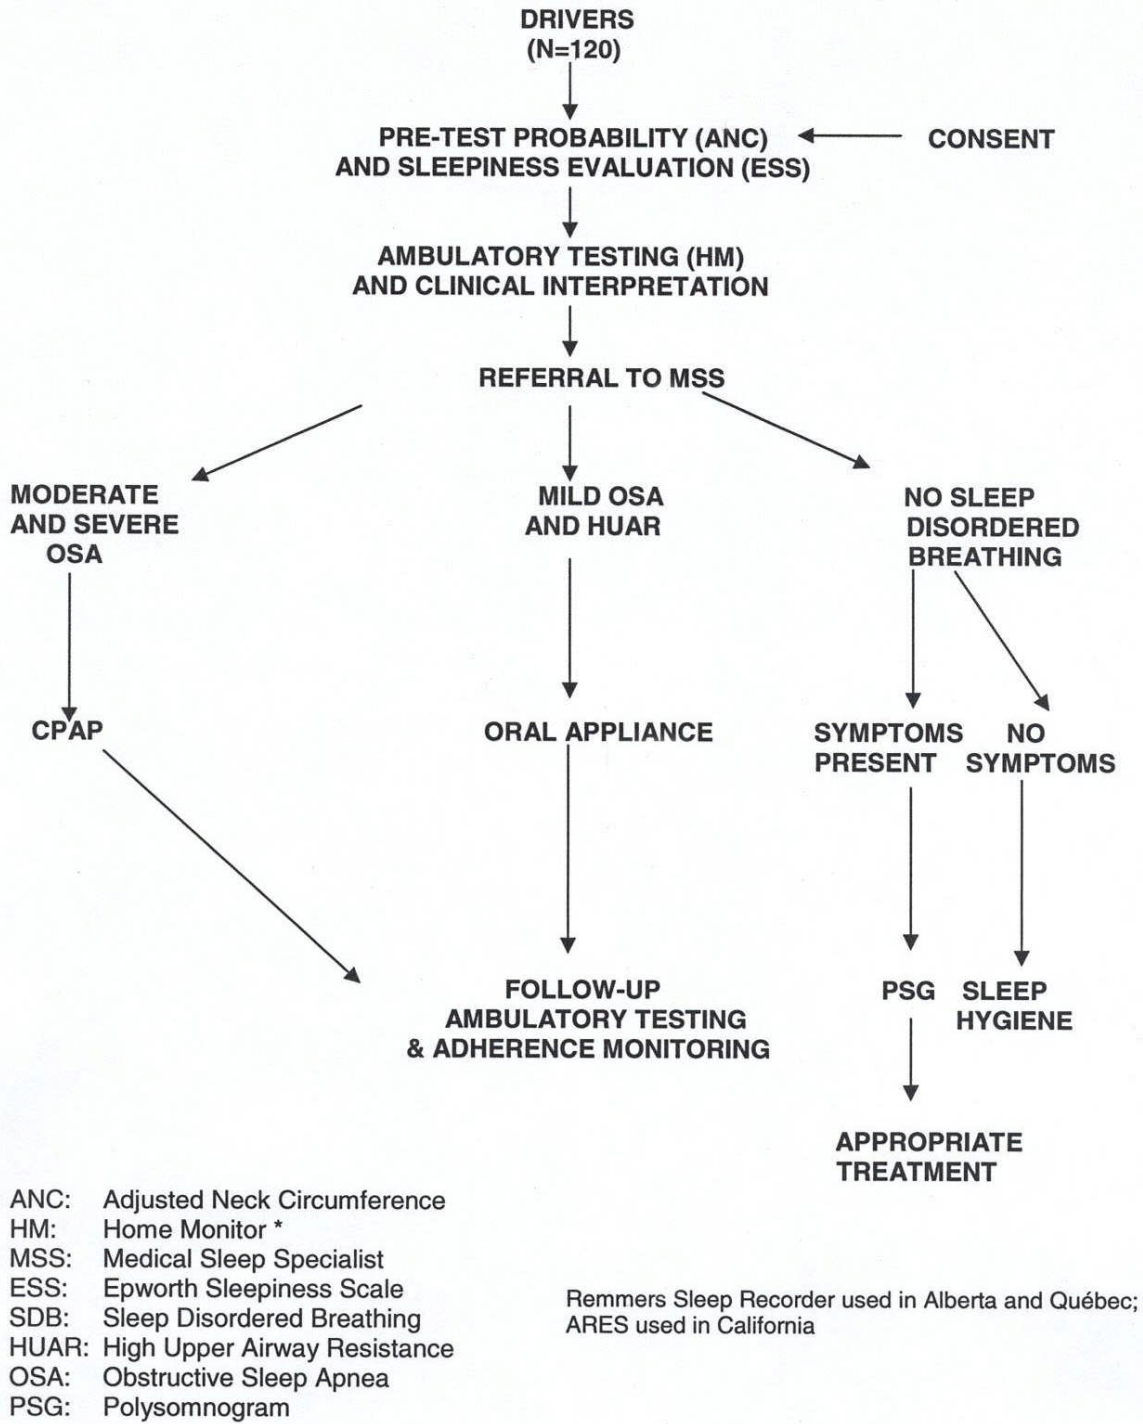 DRIVERS
(N=120)
PRE-TEST PROBABILITY (ANC)
AND SLEEPINESS EVALUATION (ESS)
CONSENT
AMBULATORY TESTING (HM)
AND CLINICAL INTERPRETATION
REFERRAL TO MSS
MODERATE
AND SEVERE
OSA
MILD OSA
AND HUAR
NO SLEEP
DISORDERED
BREATHING
CPAP
ORAL APPLIANCE
SYMPTOMS
PRESENT
NO
SYMPTOMS
FOLLOW-UP
AMBULATORY TESTING
& ADHERENCE MONITORING
PSG
SLEEP
HYGIENE
APPROPRIATE
TREATMENT
ANC: Adjusted Neck Circumference
HM: Home Monitor *
MSS: Medical Sleep Specialist
ESS: Epworth Sleepiness Scale
SDB: Sleep Disordered Breathing
HUAR: High Upper Airway Resistance
OSA: Obstructive Sleep Apnea
PSG: Polysomnogram
Remmers Sleep Recorder used in Alberta and Québec;
ARES used in California